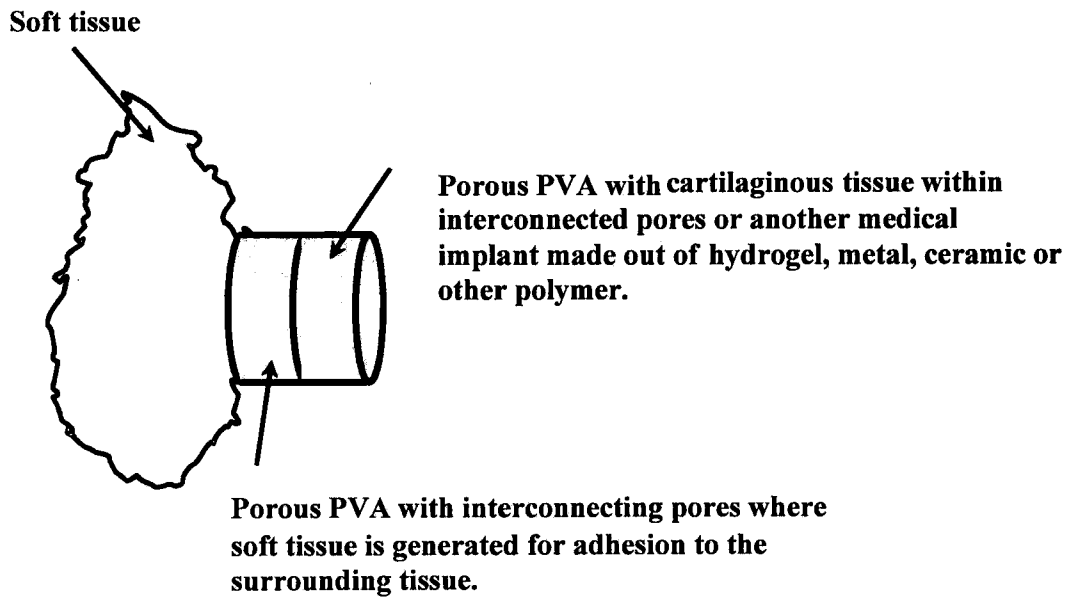 Soft tissue
Porous PVA with cartilaginous tissue within
interconnected pores or another medical
implant made out of hydrogel, metal, ceramic or
other polymer.
Porous PVA with interconnecting pores where
soft tissue is generated for adhesion to the
surrounding tissue.